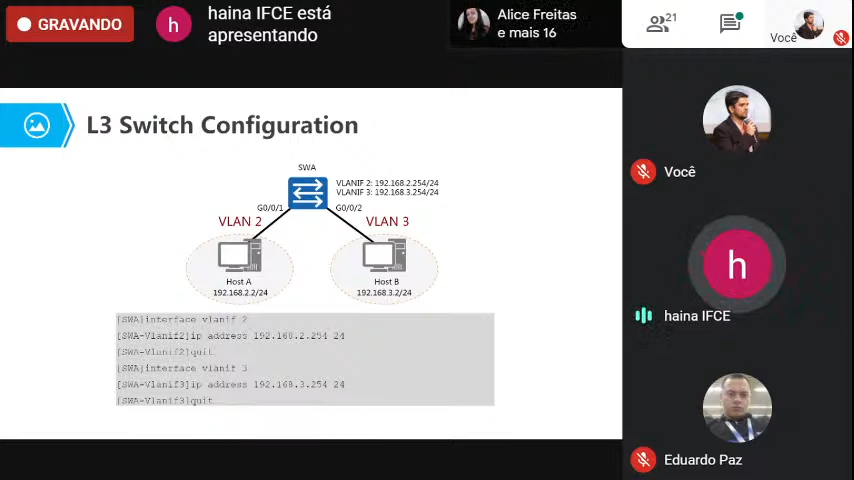 GRAVANDO
h
haina IFCE está
apresentando
Alice Freitas
e mais 16
21
Você
L3 Switch Configuration
SWA
VLANIF 2: 192.168.2.254/24
VLANIF 3: 192.168.3.254/24
G0/0/1
G0/0/2
VLAN 2
VLAN 3
Host A
192.168.2.2/24
Host B
192.168.3.2/24
[SWA]interface vlanif 2
[SWA-Vlanif2]ip address 192.168.2.254 24
[SWA-Vlanif2]quit
[SWA]interface vlanif 3
[SWA-Vlanif3]ip address 192.168.3.254 24
[SWA-Vlanif3]quit
Você
h
haina IFCE
Eduardo Paz